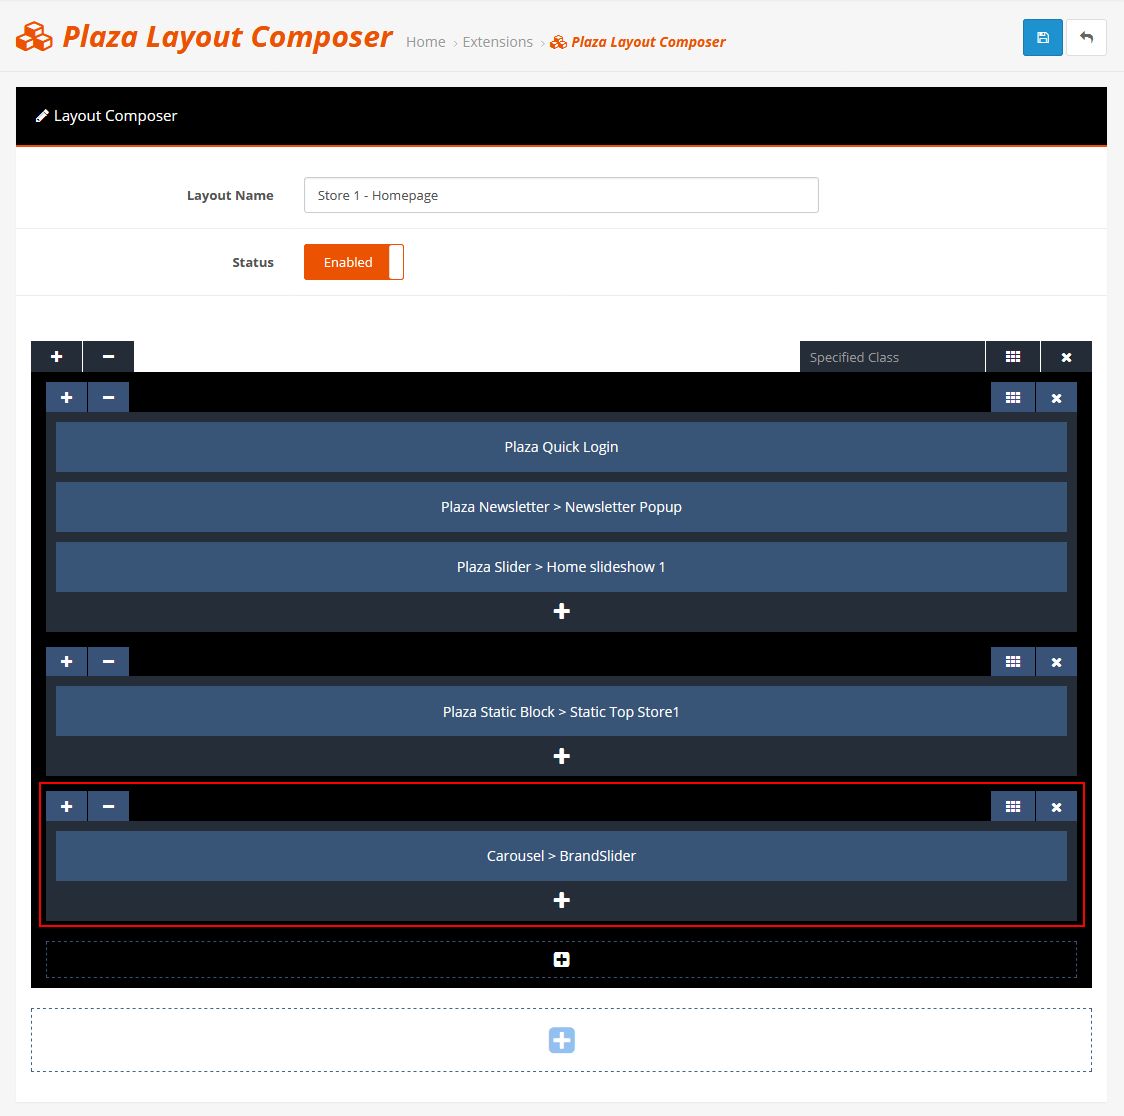 Plaza Layout Composer
Home › Extensions › Plaza Layout Composer
Layout Composer
Layout Name
Store 1 - Homepage
Status
Enabled
Specified Class
Plaza Quick Login
Plaza Newsletter > Newsletter Popup
Plaza Slider > Home slideshow 1
Plaza Static Block > Static Top Store1
Carousel > BrandSlider